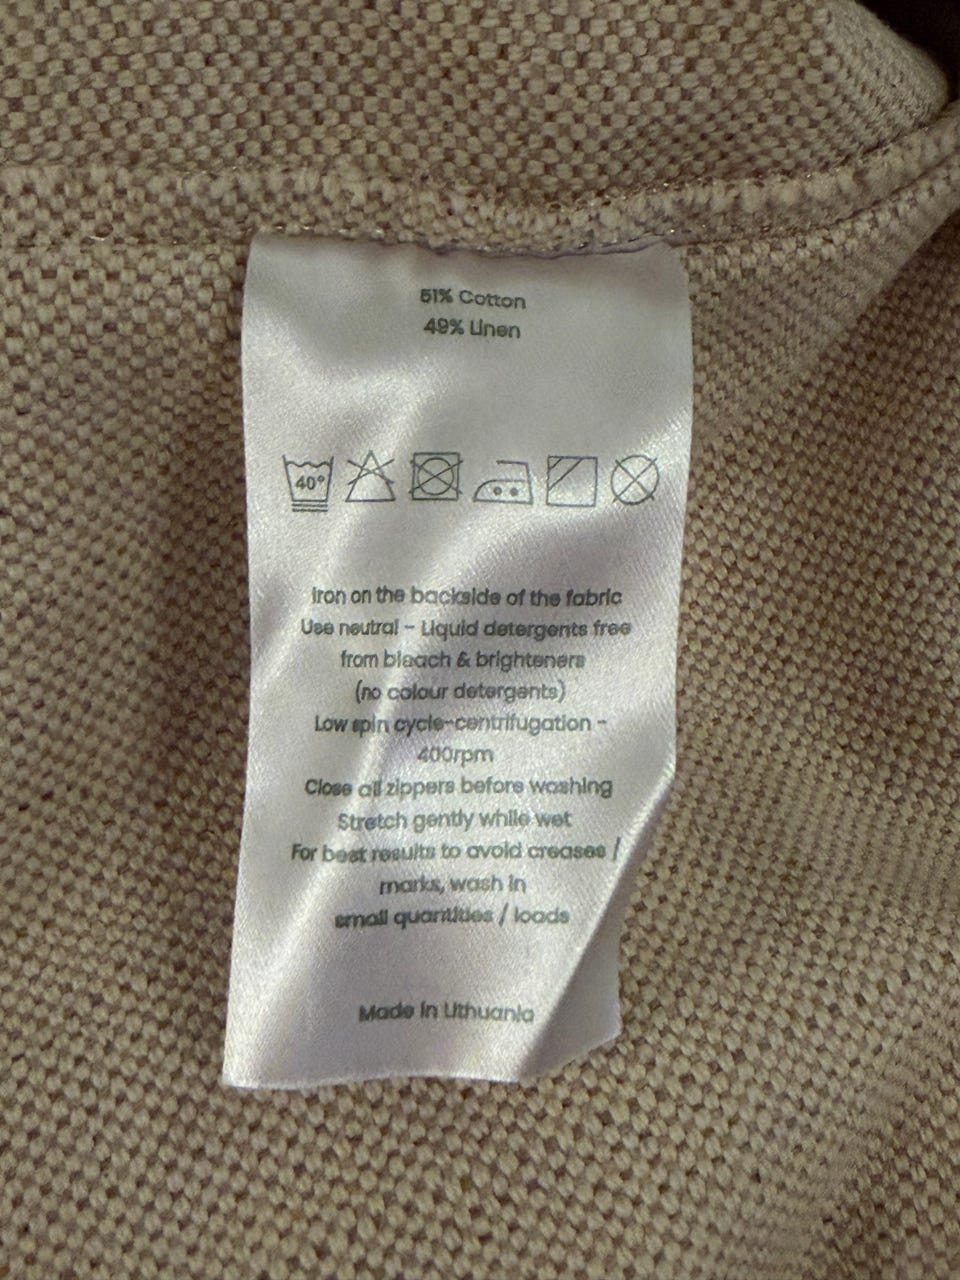 51% Cotton
49% Linen
40°
Iron on the backside of the fabric
Use neutral - Liquid detergents free
from bleach & brighteners
(no colour detergents)
Low spin cycle-centrifugation -
400rpm
Close all zippers before washing
Stretch gently while wet
For best results to avoid creases /
marks, wash in
small quantities / loads
Made in Lithuania